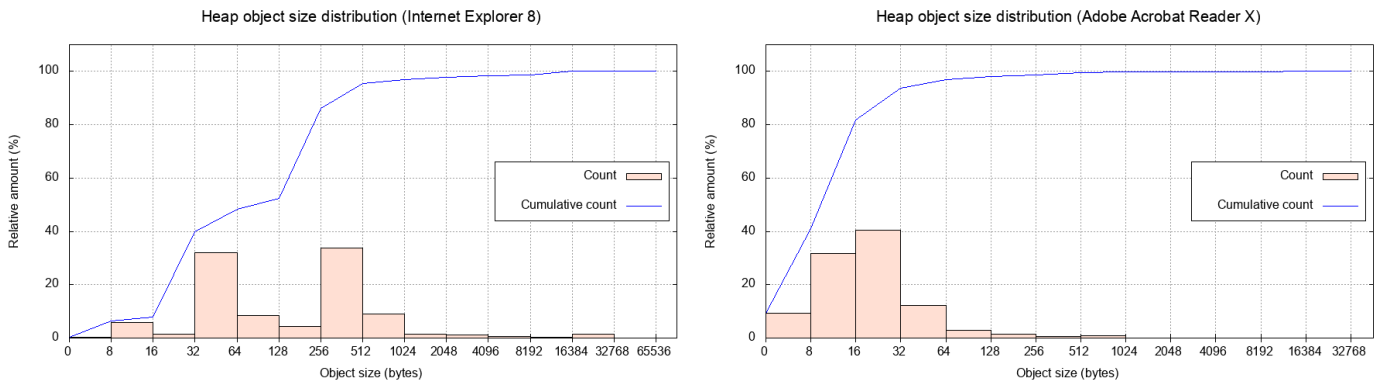 Heap object size distribution (Internet Explorer 8)
100
80
60
40
20
0
Relative amount (%)
Count
Cumulative count
0 8 16 32 64 128 256 512 1024 2048 4096 8192 16384 32768 65536
Object size (bytes)
Heap object size distribution (Adobe Acrobat Reader X)
100
80
60
40
20
0
Relative amount (%)
Count
Cumulative count
0 8 16 32 64 128 256 512 1024 2048 4096 8192 16384 32768
Object size (bytes)